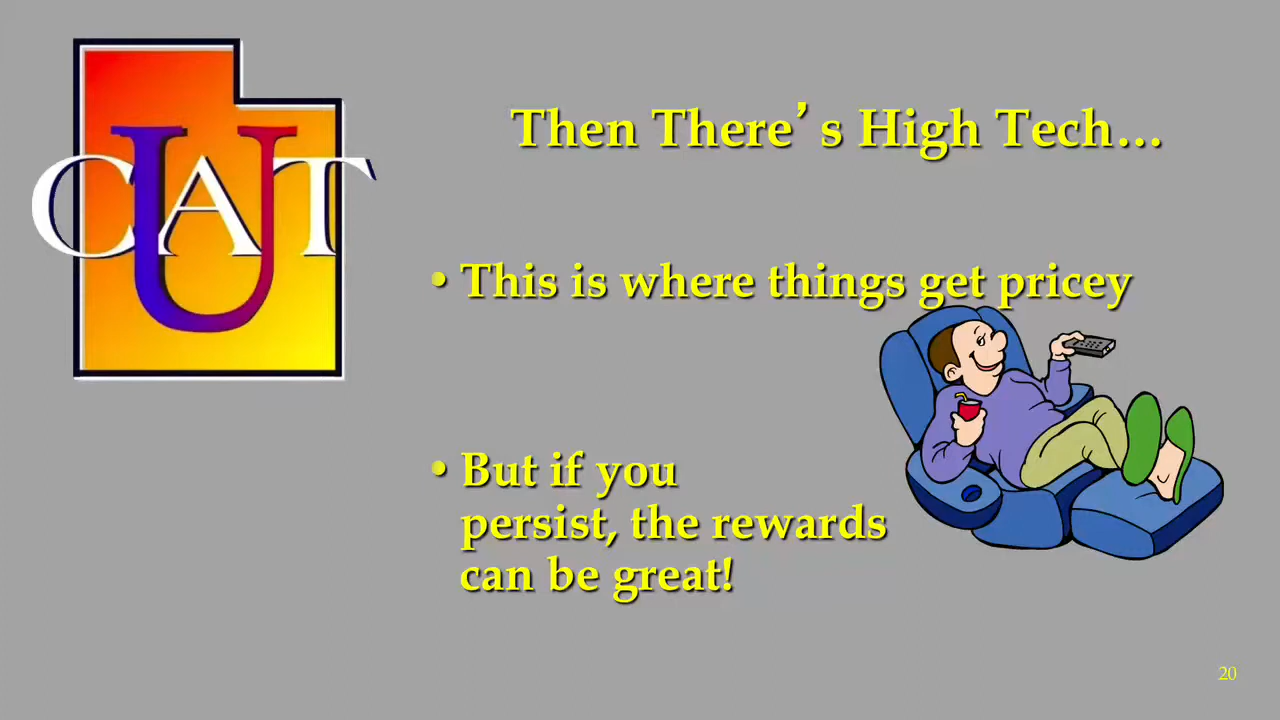 UCAT
Then There’s High Tech...
• This is where things get pricey
• But if you
persist, the rewards
can be great!
20